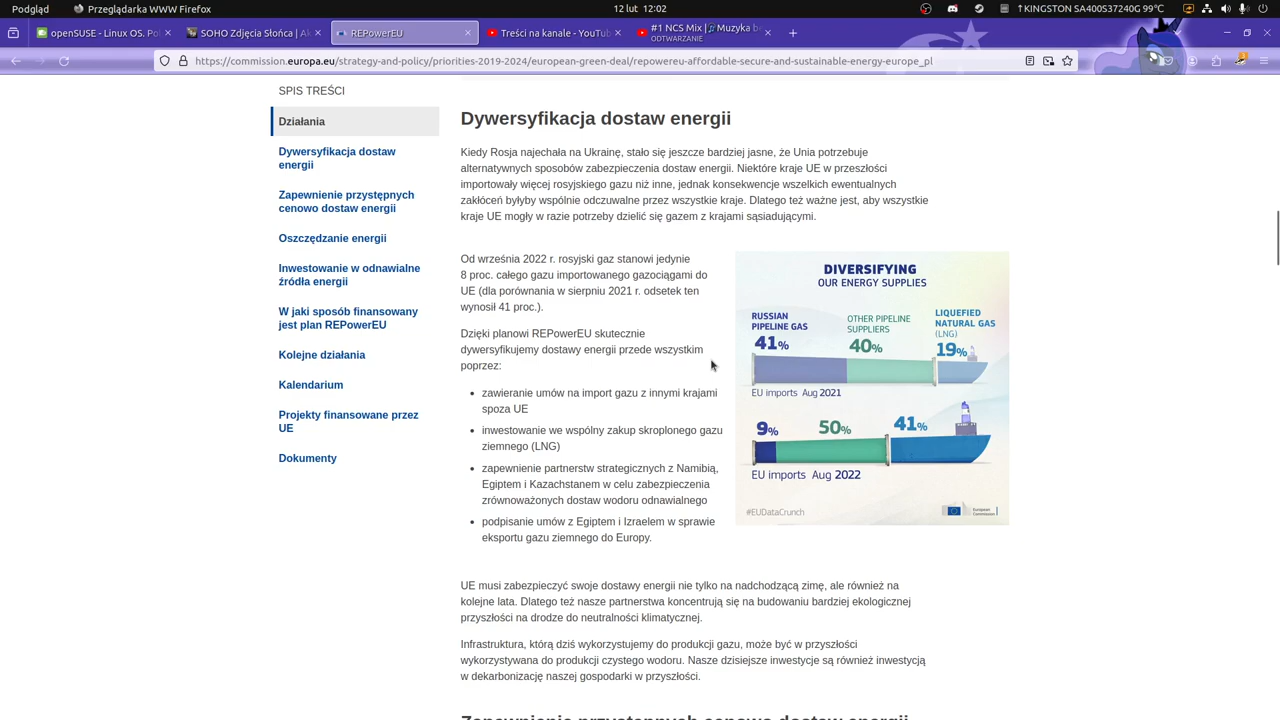 Podgląd
Przeglądarka WWW Firefox
12 lut 12:02
↑KINGSTON SA400S37240G 99°C
openSUSE - Linux OS. Pol
SOHO Zdjęcia Słońca | Ak
REPowerEU
Treści na kanale - YouTub
#1 NCS Mix | Muzyka be
ODTWARZANIE
https://commission.europa.eu/strategy-and-policy/priorities-2019-2024/european-green-deal/repowereu-affordable-secure-and-sustainable-energy-europe_pl
SPIS TREŚCI
Działania
Dywersyfikacja dostaw
energii
Zapewnienie przystępnych
cenowo dostaw energii
Oszczędzanie energii
Inwestowanie w odnawialne
źródła energii
W jaki sposób finansowany
jest plan REPowerEU
Kolejne działania
Kalendarium
Projekty finansowane przez
UE
Dokumenty
Dywersyfikacja dostaw energii
Kiedy Rosja najechała na Ukrainę, stało się jeszcze bardziej jasne, że Unia potrzebuje
alternatywnych sposobów zabezpieczenia dostaw energii. Niektóre kraje UE w przeszłości
importowały więcej rosyjskiego gazu niż inne, jednak konsekwencje wszelkich ewentualnych
zakłóceń byłyby wspólnie odczuwalne przez wszystkie kraje. Dlatego też ważne jest, aby wszystkie
kraje UE mogły w razie potrzeby dzielić się gazem z krajami sąsiadującymi.
Od września 2022 r. rosyjski gaz stanowi jedynie
8 proc. całego gazu importowanego gazociągami do
UE (dla porównania w sierpniu 2021 r. odsetek ten
wynosił 41 proc.).
Dzięki planowi REPowerEU skutecznie
dywersyfikujemy dostawy energii przede wszystkim
poprzez:
• zawieranie umów na import gazu z innymi krajami
spoza UE
• inwestowanie we wspólny zakup skroplonego gazu
ziemnego (LNG)
• zapewnienie partnerstw strategicznych z Namibią,
Egiptem i Kazachstanem w celu zabezpieczenia
zrównoważonych dostaw wodoru odnawialnego
• podpisanie umów z Egiptem i Izraelem w sprawie
eksportu gazu ziemnego do Europy.
DIVERSIFYING
OUR ENERGY SUPPLIES
RUSSIAN
PIPELINE GAS
41%
OTHER PIPELINE
SUPPLIERS
40%
LIQUEFIED
NATURAL GAS
(LNG)
19%
EU imports Aug 2021
9% 50% 41%
EU imports Aug 2022
#EUDataCrunch
European
Commission
UE musi zabezpieczyć swoje dostawy energii nie tylko na nadchodzącą zimę, ale również na
kolejne lata. Dlatego też nasze partnerstwa koncentrują się na budowaniu bardziej ekologicznej
przyszłości na drodze do neutralności klimatycznej.
Infrastruktura, którą dziś wykorzystujemy do produkcji gazu, może być w przyszłości
wykorzystywana do produkcji czystego wodoru. Nasze dzisiejsze inwestycje są również inwestycją
w dekarbonizację naszej gospodarki w przyszłości.
Zapewnienie przystępnych cenowo dostaw energii